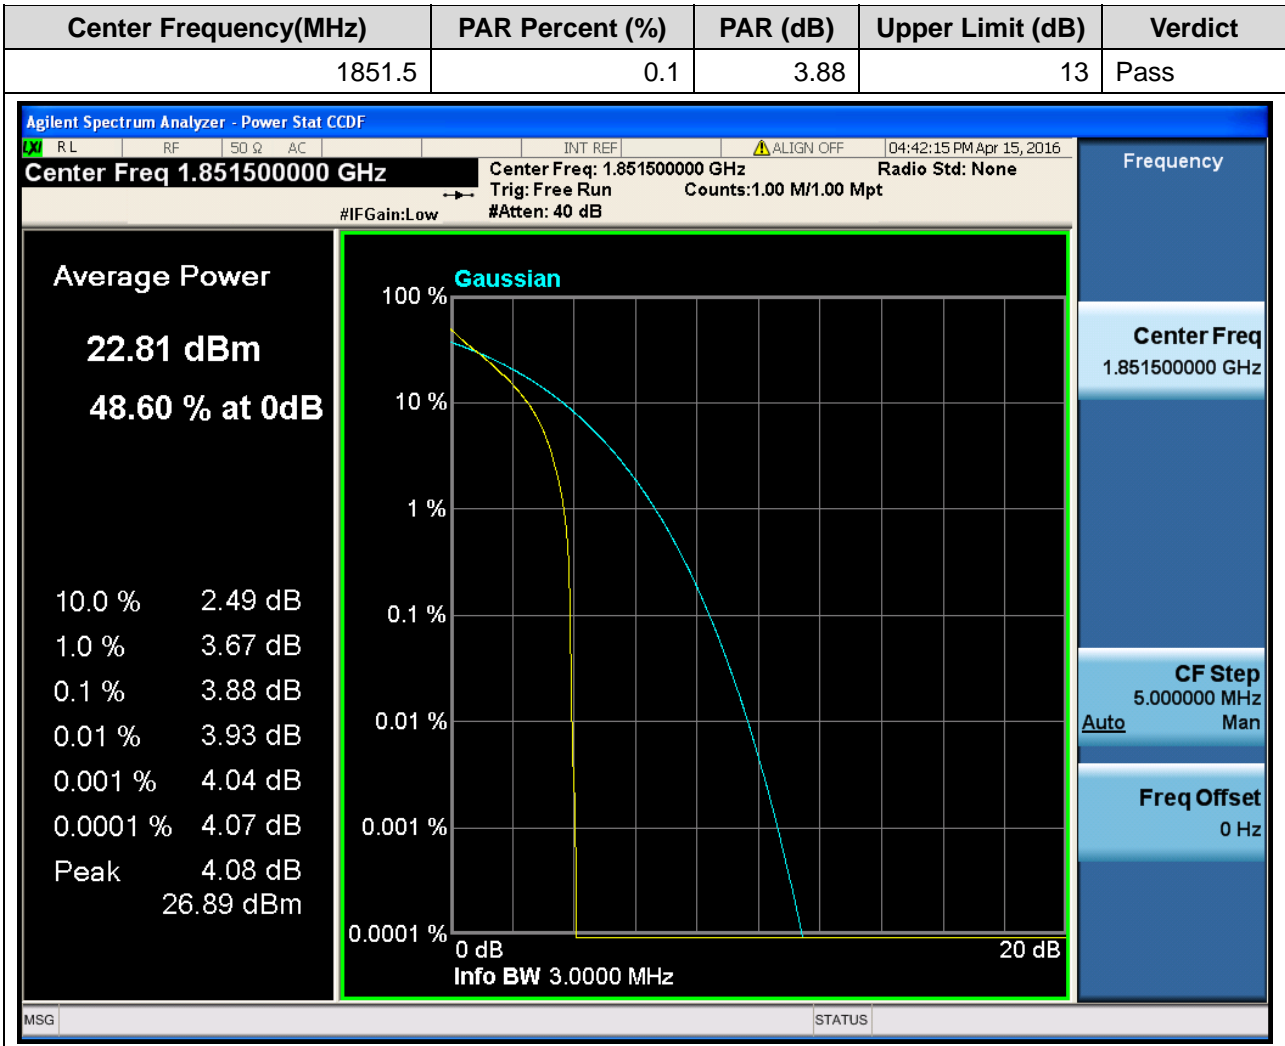 Center Frequency(MHz) PAR Percent (%) PAR (dB) Upper Limit (dB) Verdict
1851.5 0.1 3.88 13 Pass
Agilent Spectrum Analyzer - Power Stat CCDF
LXI RL RF 50 Ω AC INT REF ALIGN OFF 04:42:15 PM Apr 15, 2016
Center Freq 1.851500000 GHz
Center Freq: 1.851500000 GHz Radio Std: None
Trig: Free Run Counts:1.00 M/1.00 Mpt
#IFGain:Low #Atten: 40 dB
Frequency
Average Power
22.81 dBm
48.60 % at 0dB
10.0 % 2.49 dB
1.0 % 3.67 dB
0.1 % 3.88 dB
0.01 % 3.93 dB
0.001 % 4.04 dB
0.0001 % 4.07 dB
Peak 4.08 dB
26.89 dBm
Gaussian
100 %
10 %
1 %
0.1 %
0.01 %
0.001 %
0.0001 %
0 dB 20 dB
Info BW 3.0000 MHz
Center Freq
1.851500000 GHz
CF Step
5.000000 MHz
Auto Man
Freq Offset
0 Hz
MSG STATUS